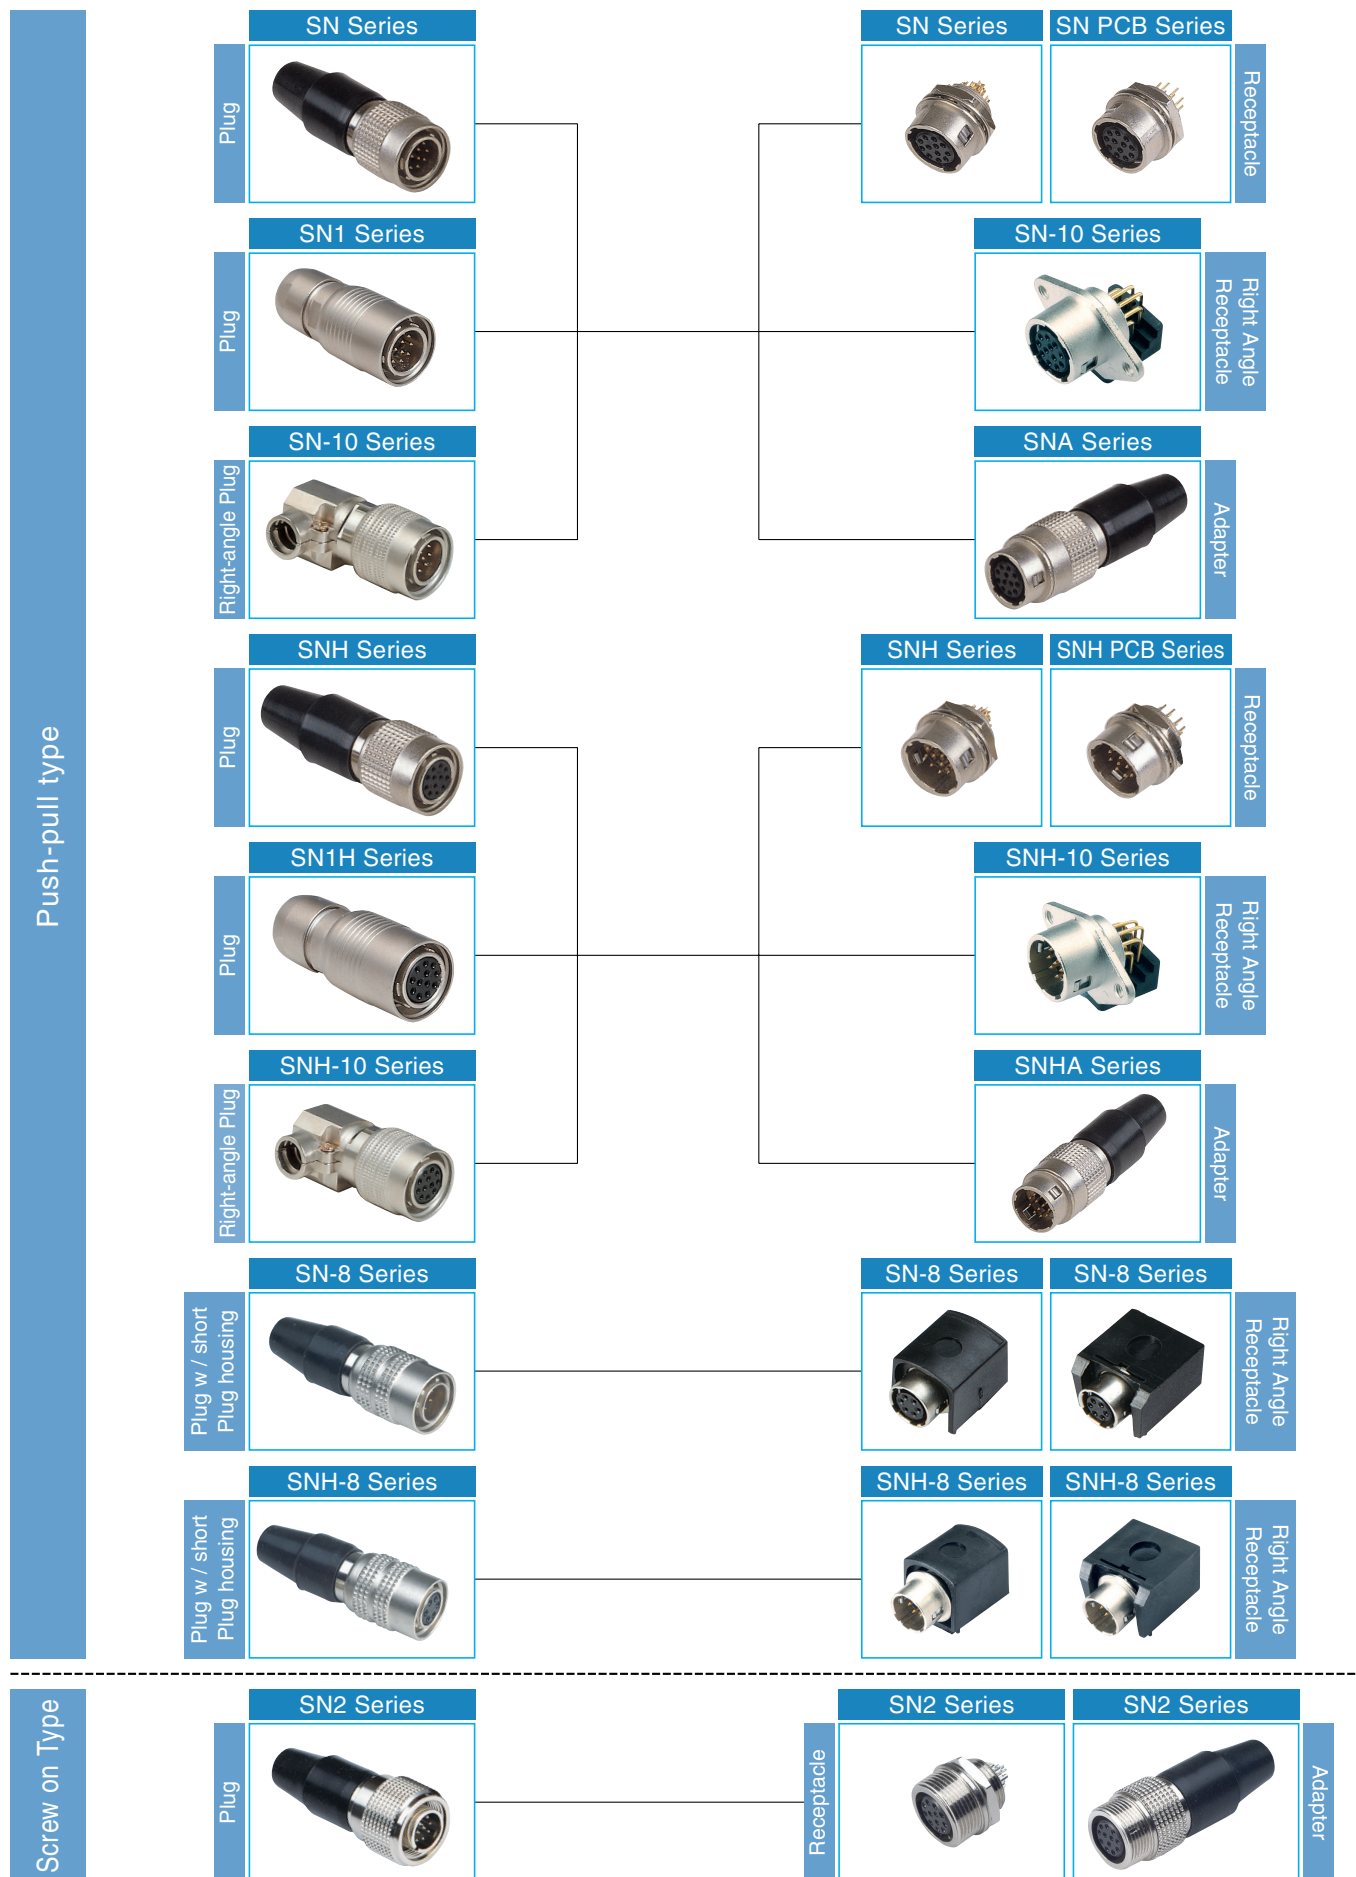 Push-pull type
SN Series
Plug
SN Series
SN PCB Series
Receptacle
SN1 Series
Plug
SN-10 Series
Right Angle
Receptacle
SN-10 Series
Right-angle Plug
SNA Series
Adapter
SNH Series
Plug
SNH Series
SNH PCB Series
Receptacle
SN1H Series
Plug
SNH-10 Series
Right Angle
Receptacle
SNH-10 Series
Right-angle Plug
SNHA Series
Adapter
SN-8 Series
Plug w / short
Plug housing
SN-8 Series
SN-8 Series
Right Angle
Receptacle
SNH-8 Series
Plug w / short
Plug housing
SNH-8 Series
SNH-8 Series
Right Angle
Receptacle
Screw on Type
SN2 Series
Plug
SN2 Series
Receptacle
SN2 Series
Adapter